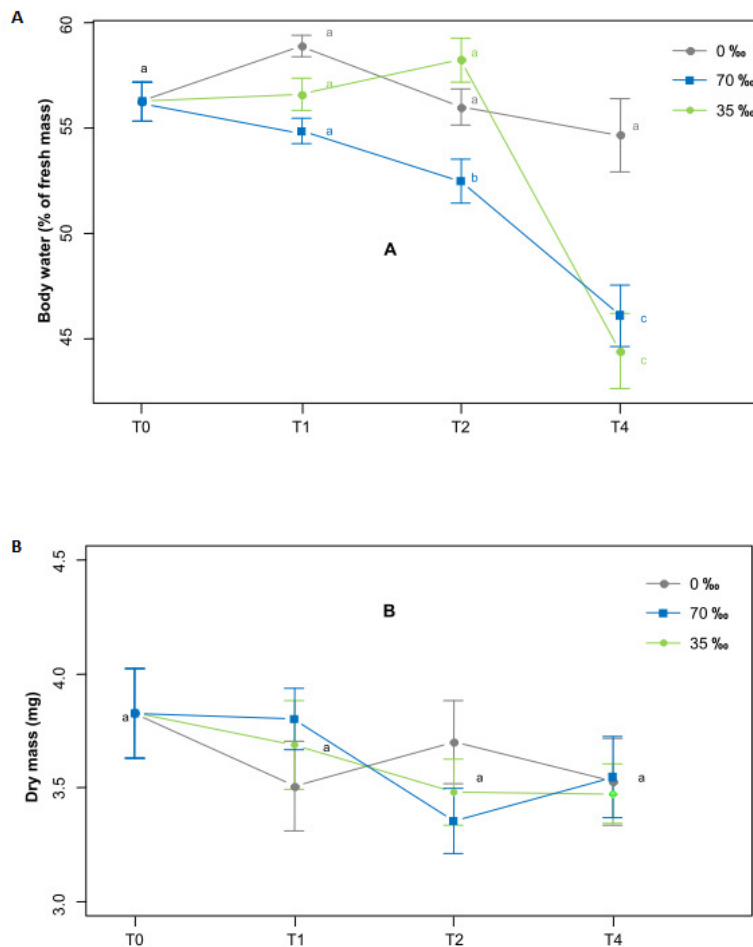 A
60
55
50
45
Body water (% of fresh mass)
a
a
a
a
a
a
b
a
c
c
0 ‰
70 ‰
35 ‰
A
T0
T1
T2
T4
B
4.5
4.0
3.5
3.0
Dry mass (mg)
B
0 ‰
70 ‰
35 ‰
a
a
a
a
T0
T1
T2
T4